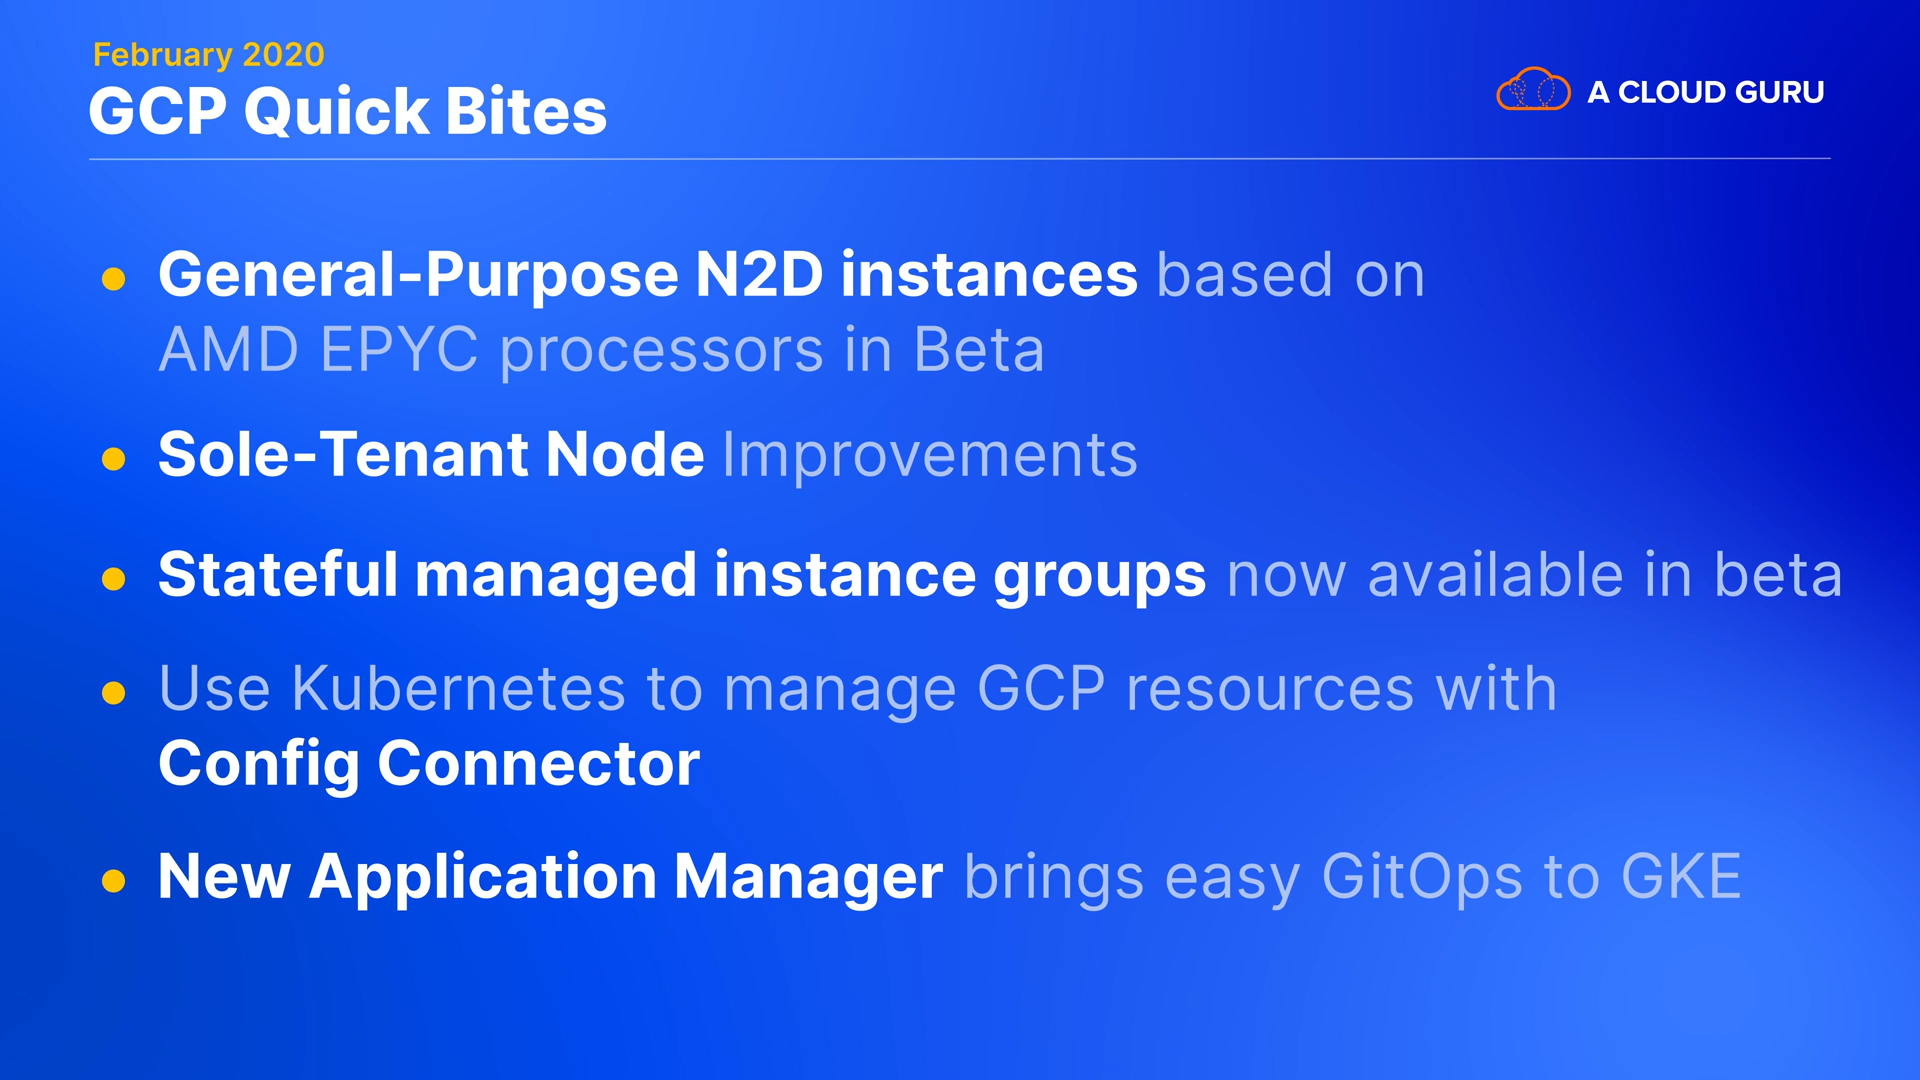 February 2020
GCP Quick Bites
A CLOUD GURU
General-Purpose N2D instances based on
AMD EPYC processors in Beta
Sole-Tenant Node Improvements
Stateful managed instance groups now available in beta
Use Kubernetes to manage GCP resources with
Config Connector
New Application Manager brings easy GitOps to GKE